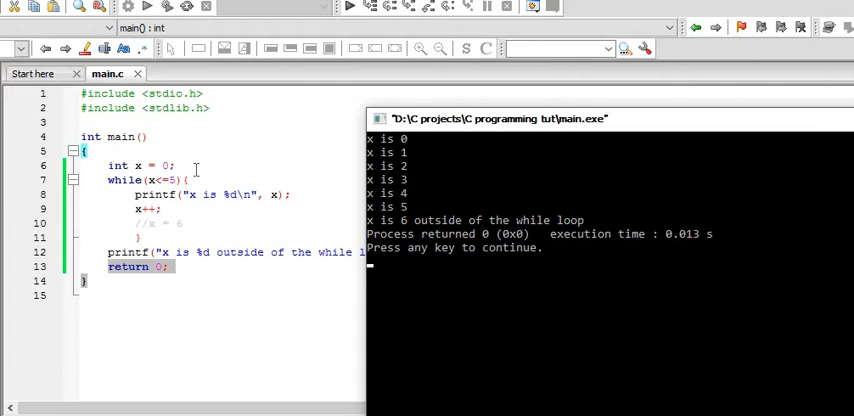 main() : int
Start here
main.c
1 #include <stdio.h>
2 #include <stdlib.h>
3
4 int main()
5 {
6 int x = 0;
7 while(x<=5){
8 printf("x is %d\n", x);
9 x++;
10 //x = 6
11 }
12 printf("x is %d outside of the while l
13 return 0;
14 }
15
"D:\C projects\C programming tut\main.exe"
x is 0
x is 1
x is 2
x is 3
x is 4
x is 5
x is 6 outside of the while loop
Process returned 0 (0x0) execution time : 0.013 s
Press any key to continue.